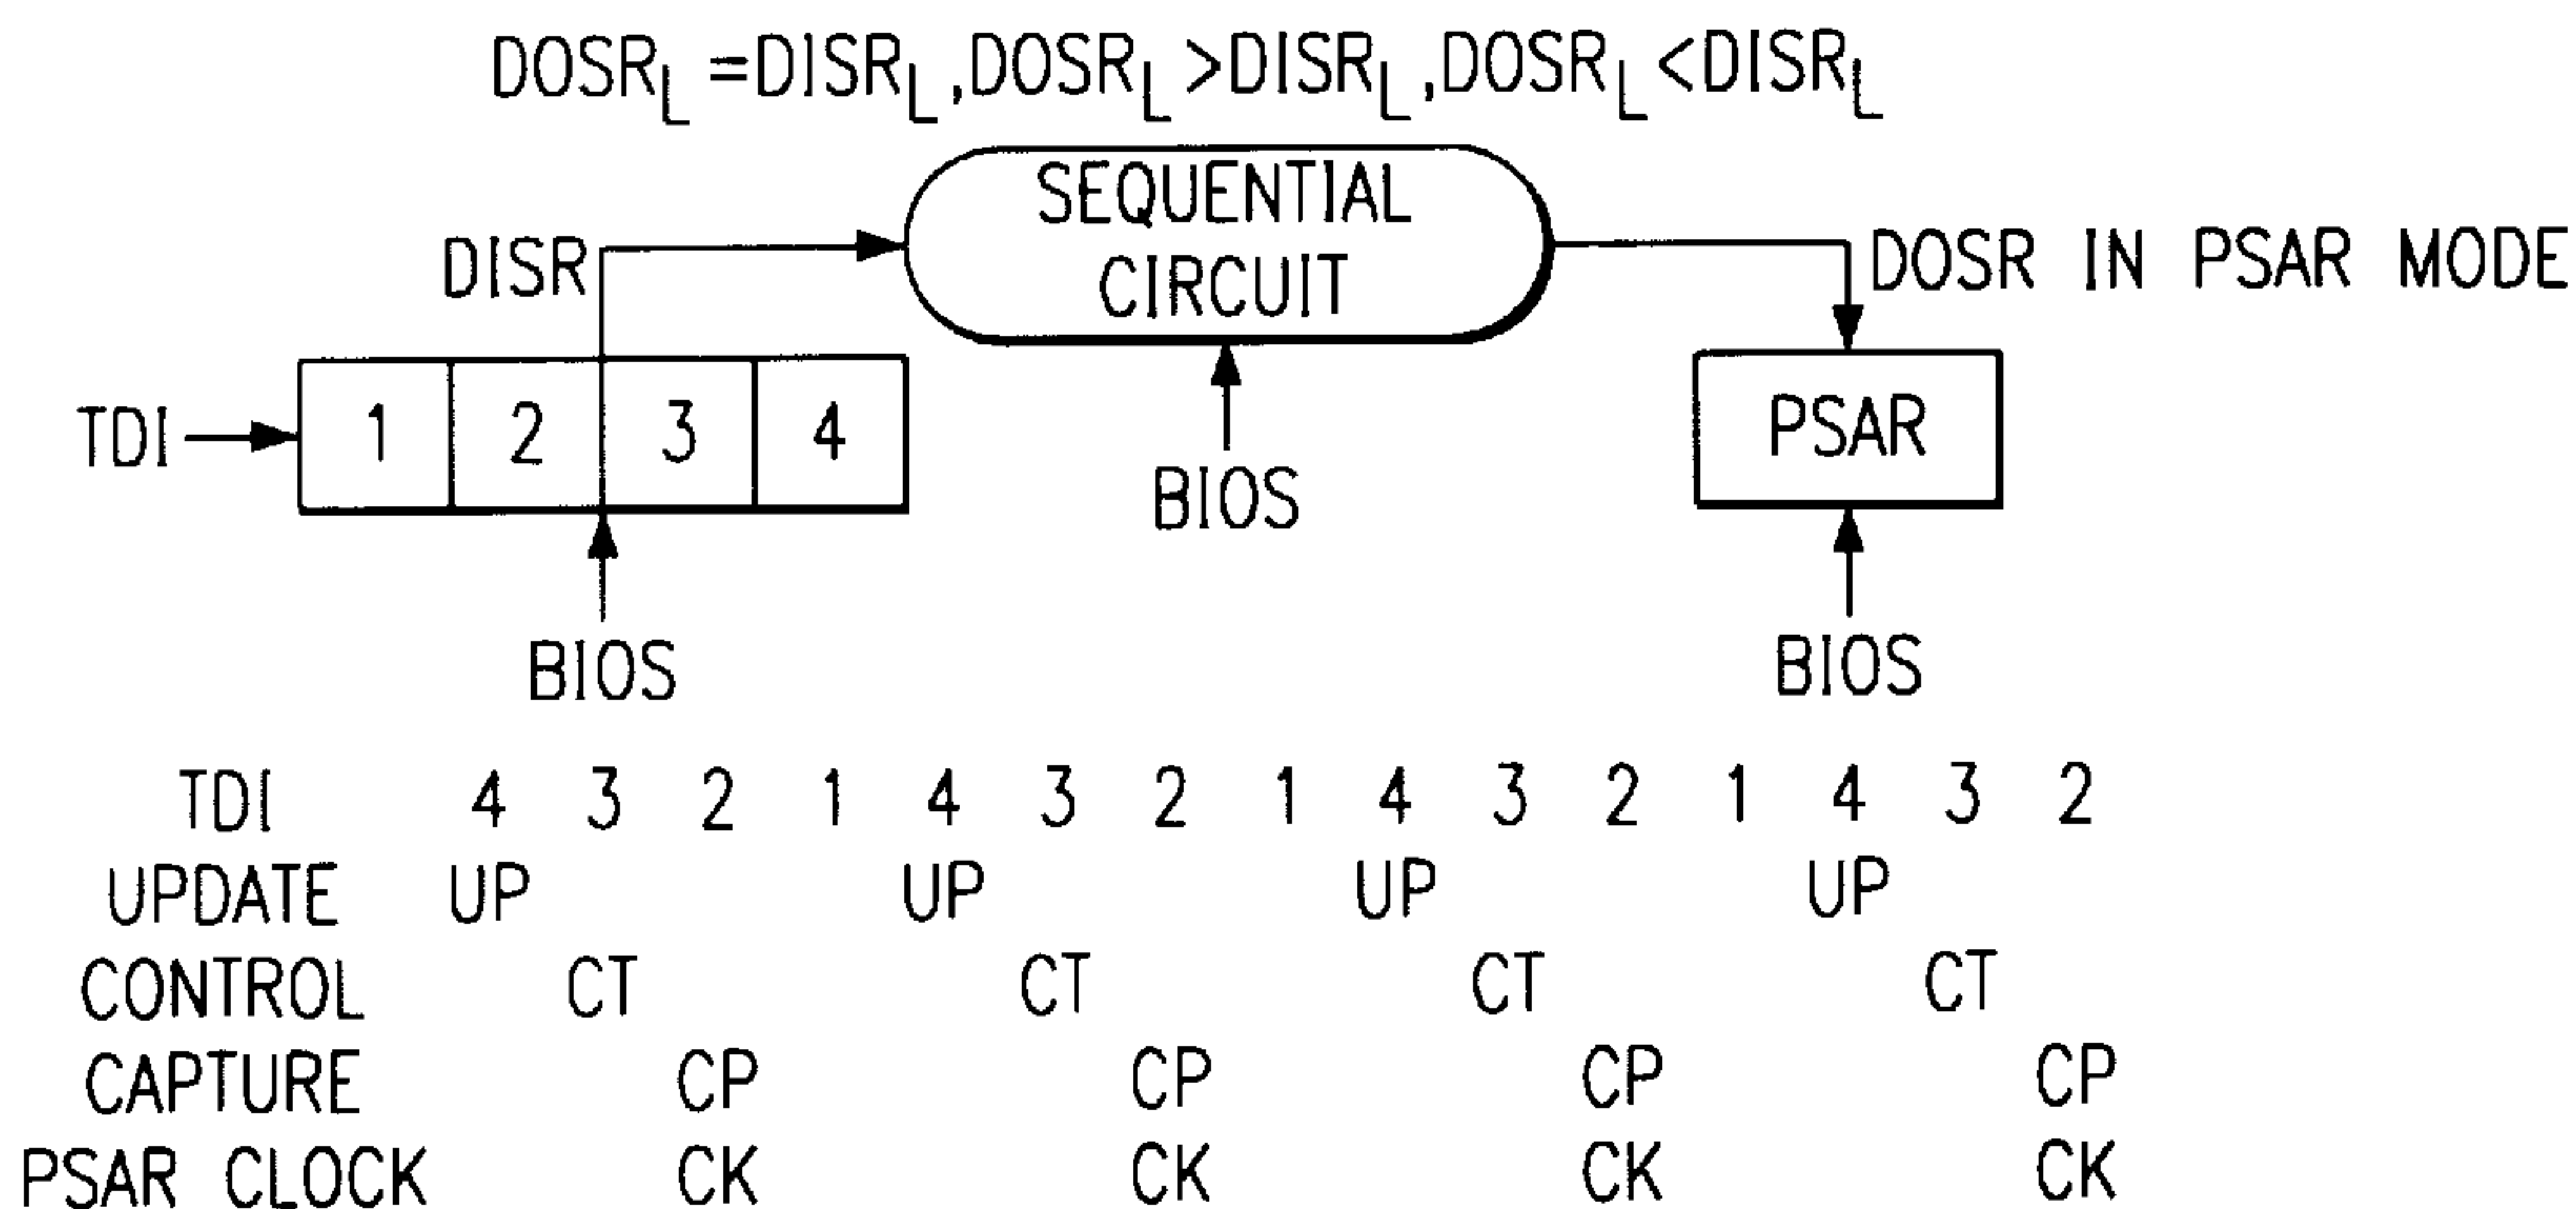 DOSR_L =DISR_L,DOSR_L >DISR_L,DOSR_L <DISR_L
SEQUENTIAL
CIRCUIT
DISR
DOSR IN PSAR MODE
TDI
1 2 3 4
PSAR
BIOS
BIOS
BIOS
TDI 4 3 2 1 4 3 2 1 4 3 2 1 4 3 2
UPDATE UP UP UP UP
CONTROL CT CT CT CT
CAPTURE CP CP CP CP
PSAR CLOCK CK CK CK CK